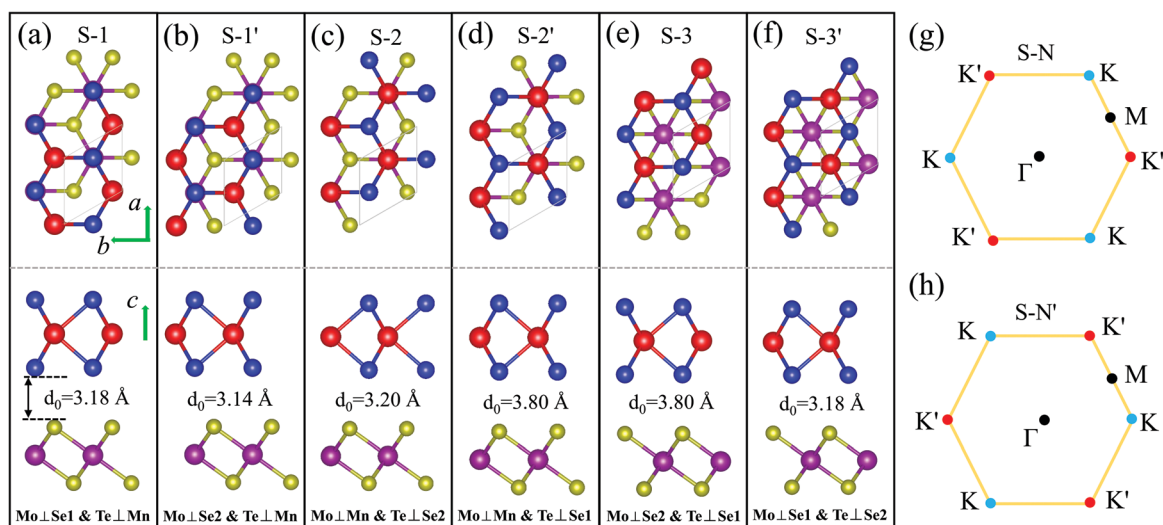 (a) S-1
(b) S-1'
(c) S-2
(d) S-2'
(e) S-3
(f) S-3'
a
b
c
d₀=3.18 Å
d₀=3.14 Å
d₀=3.20 Å
d₀=3.80 Å
d₀=3.80 Å
d₀=3.18 Å
Mo⊥Se1 & Te⊥Mn
Mo⊥Se2 & Te⊥Mn
Mo⊥Mn & Te⊥Se2
Mo⊥Mn & Te⊥Se1
Mo⊥Se2 & Te⊥Se1
Mo⊥Se1 & Te⊥Se2
(g)
S-N
K' K
M
K Γ K'
K' K
(h)
S-N'
K K'
M
K' Γ K
K K'